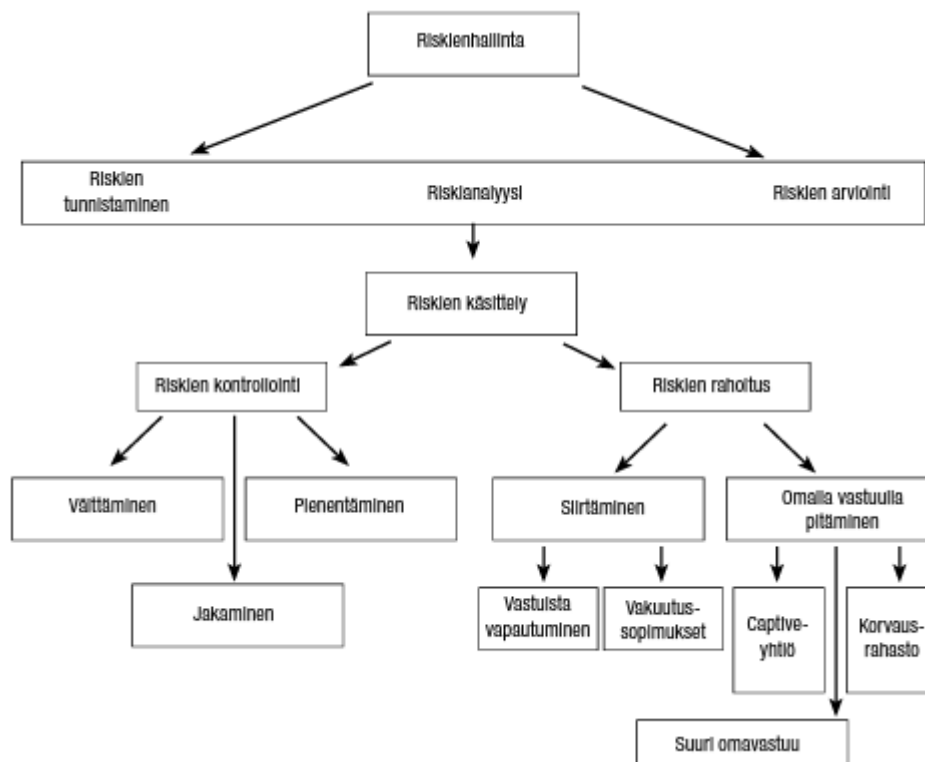 Riskienhallinta
Riskien
tunnistaminen
Riskianalyysi
Riskien arviointi
Riskien käsittely
Riskien kontrollointi
Riskien rahoitus
Välttäminen
Pienentäminen
Siirtäminen
Omalla vastuulla
pitäminen
Jakaminen
Vastuista
vapautuminen
Vakuutus-
sopimukset
Captive-
yhtiö
Korvaus-
rahasto
Suuri omavastuu